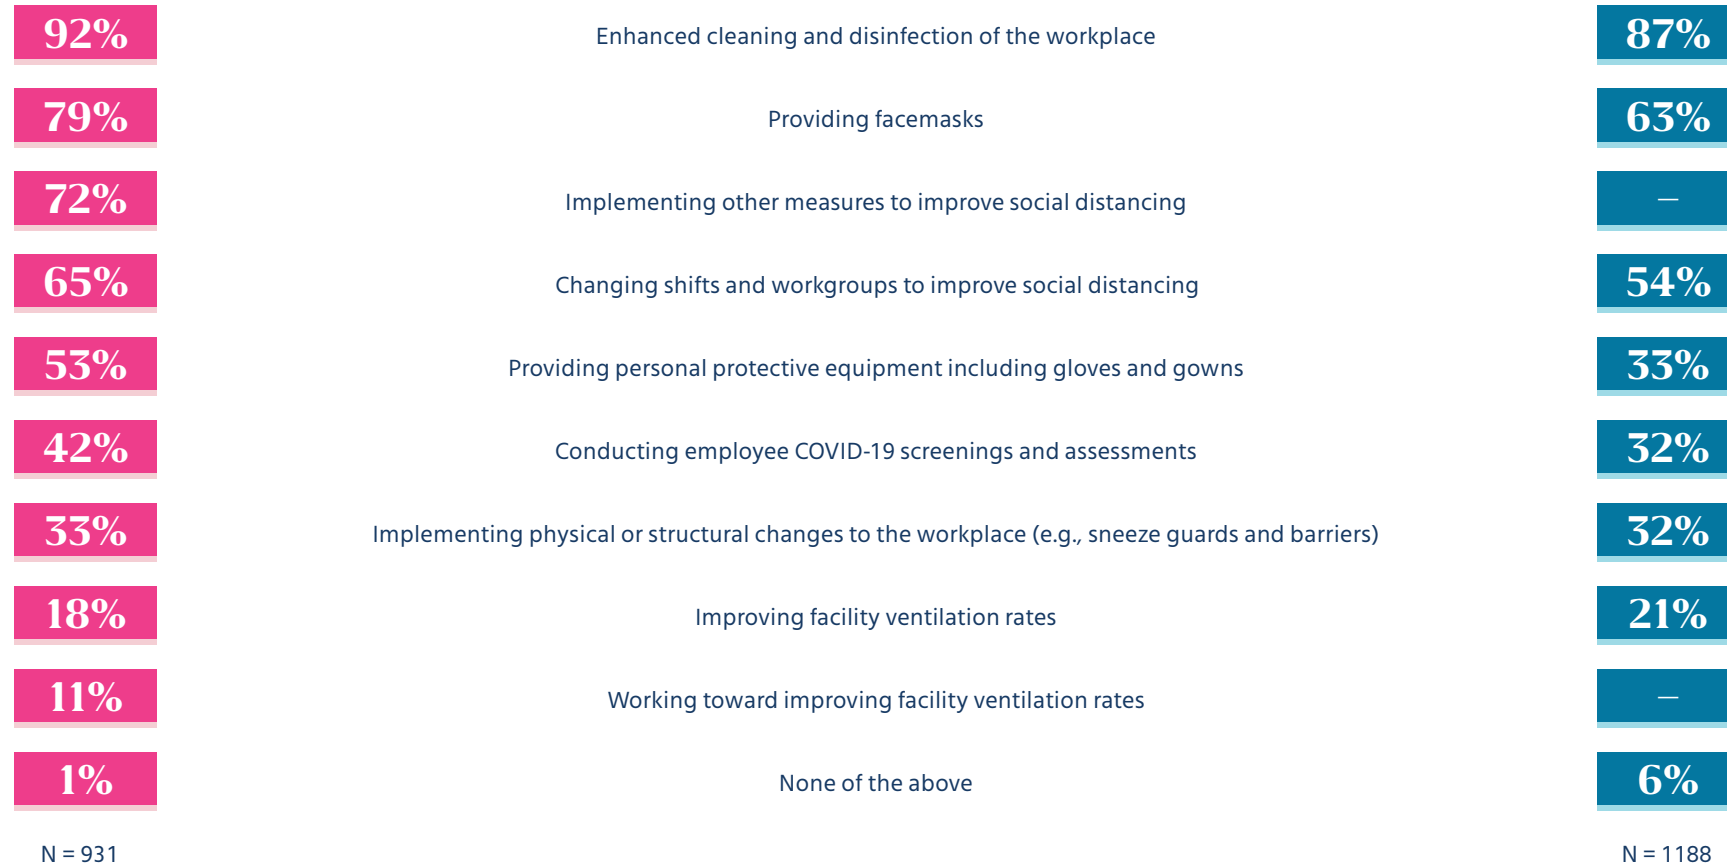 92% Enhanced cleaning and disinfection of the workplace 87%
79% Providing facemasks 63%
72% Implementing other measures to improve social distancing —
65% Changing shifts and workgroups to improve social distancing 54%
53% Providing personal protective equipment including gloves and gowns 33%
42% Conducting employee COVID-19 screenings and assessments 32%
33% Implementing physical or structural changes to the workplace (e.g., sneeze guards and barriers) 32%
18% Improving facility ventilation rates 21%
11% Working toward improving facility ventilation rates —
1% None of the above 6%
N = 931 N = 1188